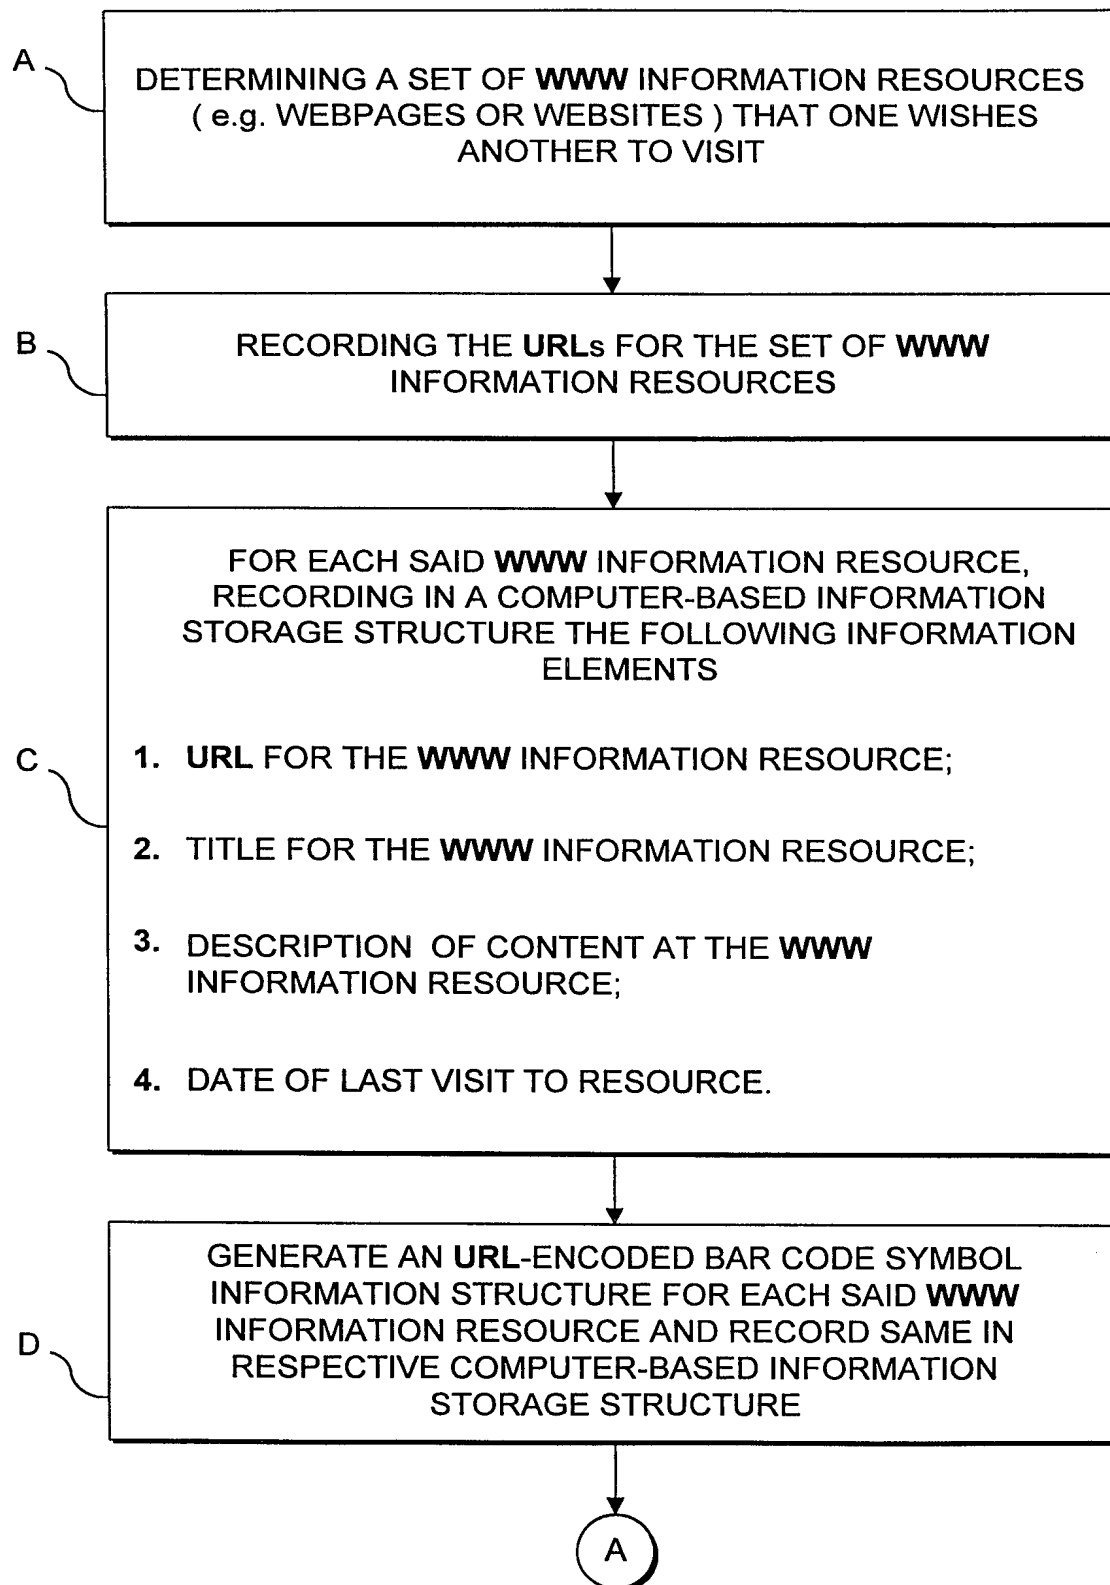 A
DETERMINING A SET OF WWW INFORMATION RESOURCES
( e.g. WEBPAGES OR WEBSITES ) THAT ONE WISHES
ANOTHER TO VISIT
B
RECORDING THE URLs FOR THE SET OF WWW
INFORMATION RESOURCES
FOR EACH SAID WWW INFORMATION RESOURCE,
RECORDING IN A COMPUTER-BASED INFORMATION
STORAGE STRUCTURE THE FOLLOWING INFORMATION
ELEMENTS
C
1. URL FOR THE WWW INFORMATION RESOURCE;
2. TITLE FOR THE WWW INFORMATION RESOURCE;
3. DESCRIPTION OF CONTENT AT THE WWW
INFORMATION RESOURCE;
4. DATE OF LAST VISIT TO RESOURCE.
D
GENERATE AN URL-ENCODED BAR CODE SYMBOL
INFORMATION STRUCTURE FOR EACH SAID WWW
INFORMATION RESOURCE AND RECORD SAME IN
RESPECTIVE COMPUTER-BASED INFORMATION
STORAGE STRUCTURE
A